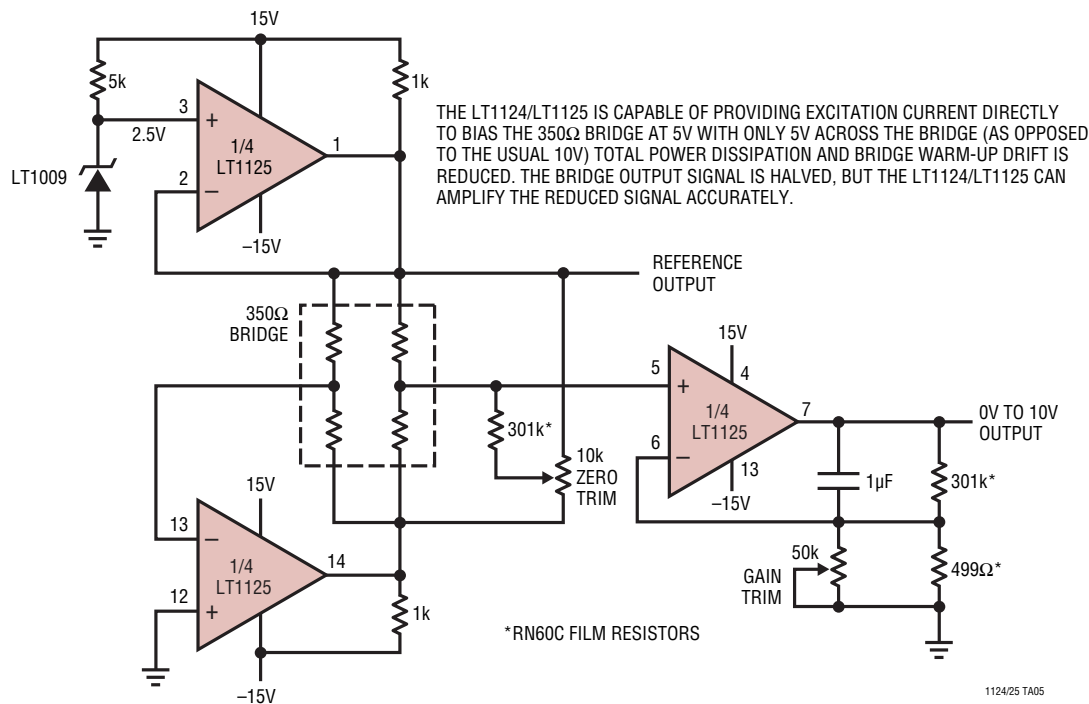 15V
5k
1k
3
+
2.5V
1/4
LT1125
1
LT1009
2
–
–15V
THE LT1124/LT1125 IS CAPABLE OF PROVIDING EXCITATION CURRENT DIRECTLY
TO BIAS THE 350Ω BRIDGE AT 5V WITH ONLY 5V ACROSS THE BRIDGE (AS OPPOSED
TO THE USUAL 10V) TOTAL POWER DISSIPATION AND BRIDGE WARM-UP DRIFT IS
REDUCED. THE BRIDGE OUTPUT SIGNAL IS HALVED, BUT THE LT1124/LT1125 CAN
AMPLIFY THE REDUCED SIGNAL ACCURATELY.
REFERENCE
OUTPUT
350Ω
BRIDGE
301k*
10k
ZERO
TRIM
15V
4
5
+
1/4
LT1125
7
6
–
13
–15V
0V TO 10V
OUTPUT
1µF
301k*
50k
GAIN
TRIM
499Ω*
15V
13
–
1/4
LT1125
14
12
+
1k
–15V
*RN60C FILM RESISTORS
1124/25 TA05